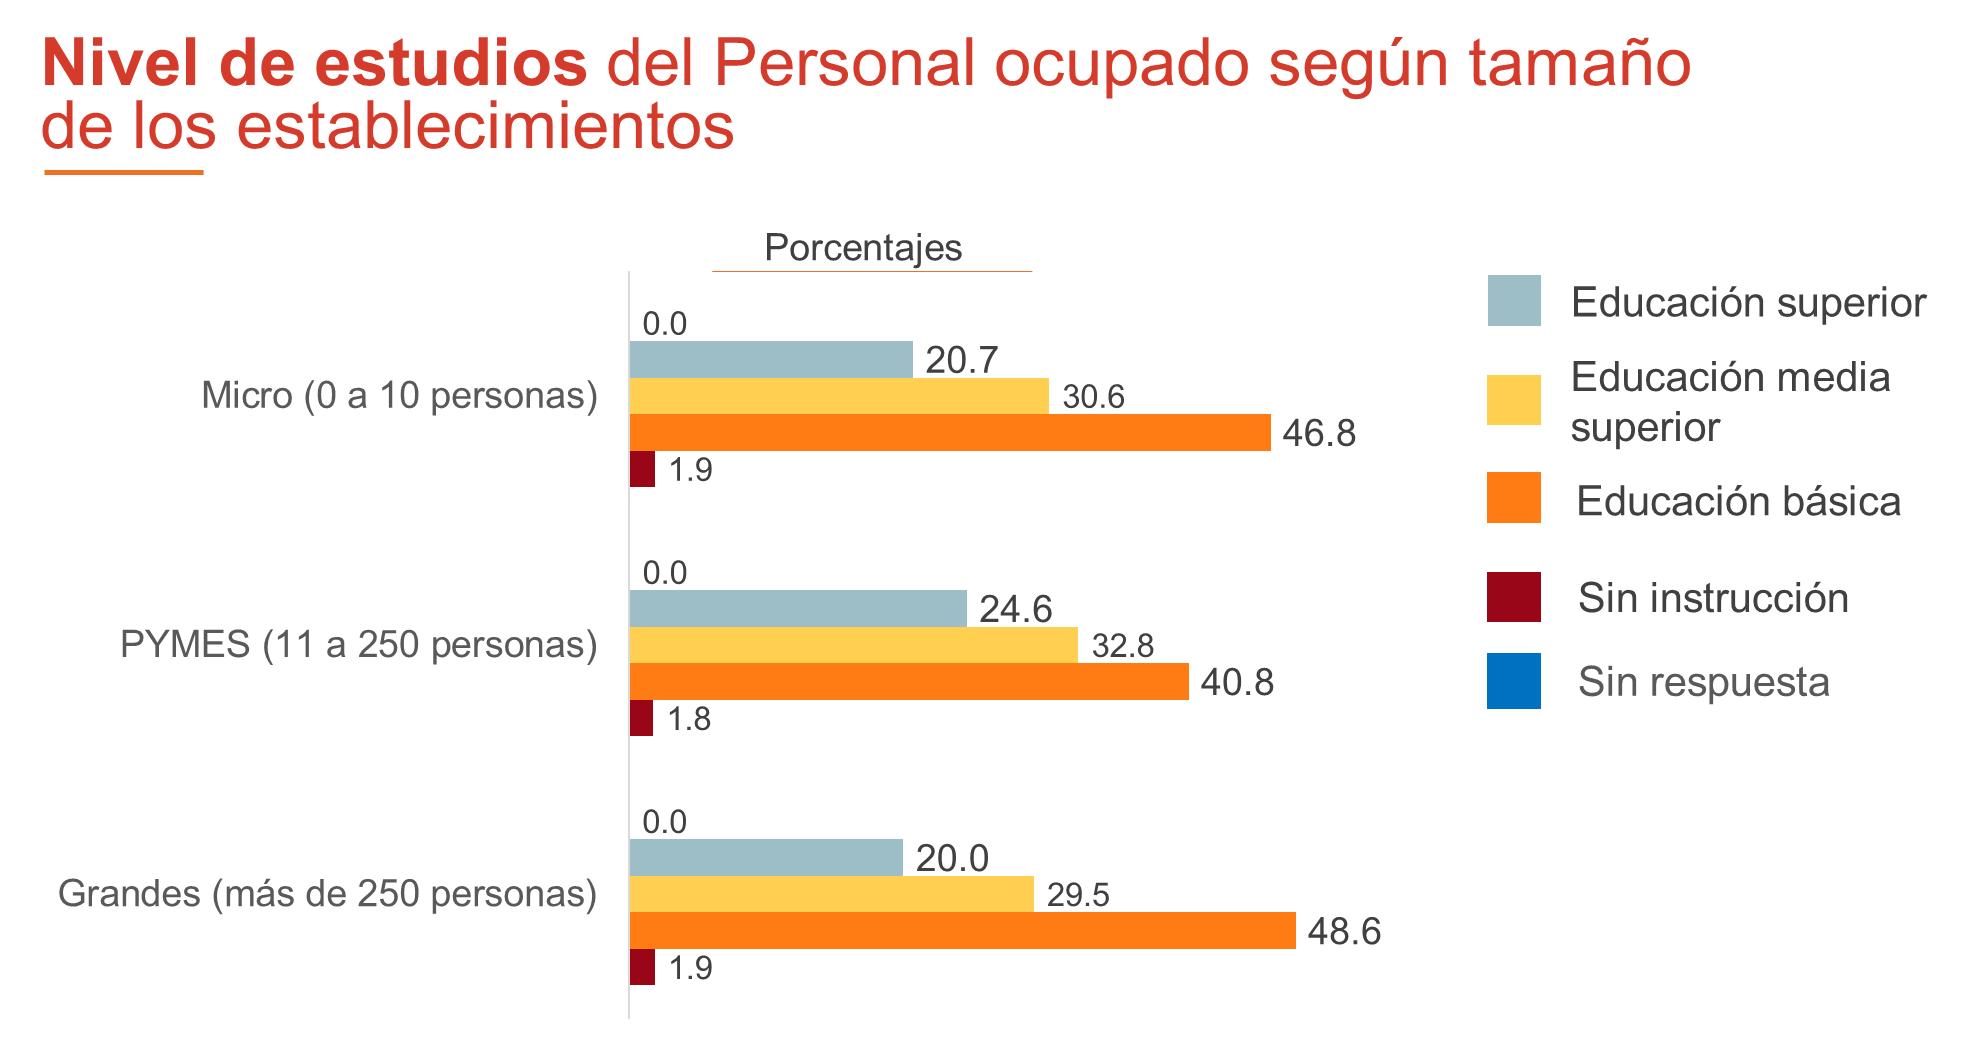 Nivel de estudios del Personal ocupado según tamaño
de los establecimientos
Porcentajes
Micro (0 a 10 personas)
0.0
20.7
30.6
46.8
1.9
PYMES (11 a 250 personas)
0.0
24.6
32.8
40.8
1.8
Grandes (más de 250 personas)
0.0
20.0
29.5
48.6
1.9
Educación superior
Educación media
superior
Educación básica
Sin instrucción
Sin respuesta